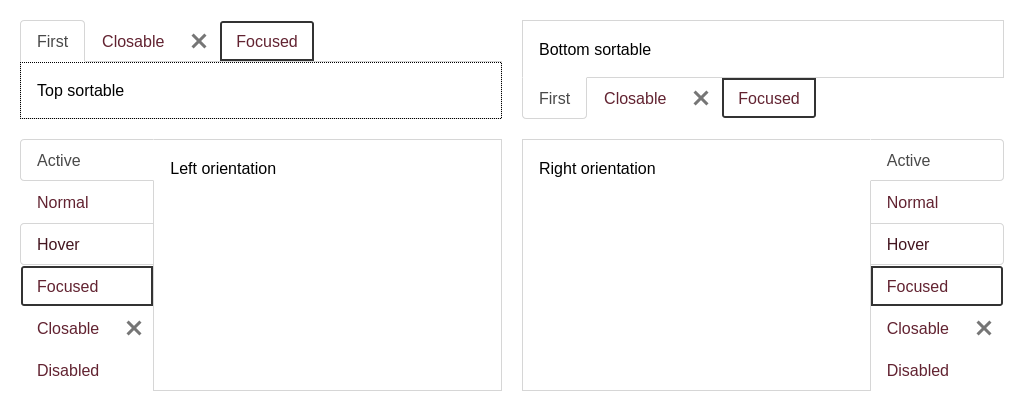 First Closable Focused
Top sortable
Bottom sortable
First Closable Focused
Active
Normal
Hover
Focused
Closable
Disabled
Left orientation
Right orientation
Active
Normal
Hover
Focused
Closable
Disabled